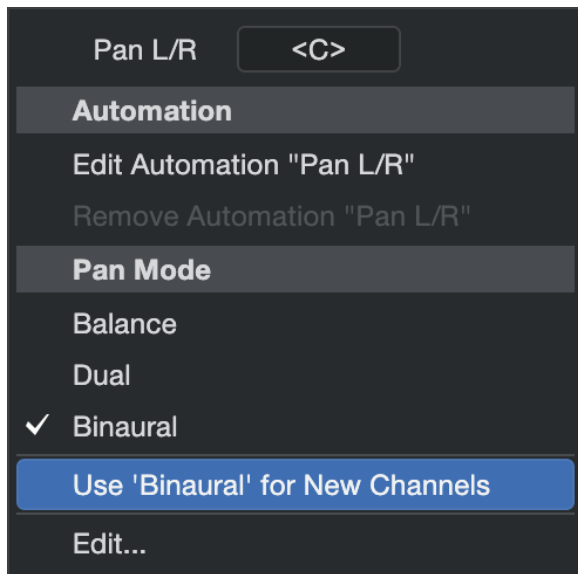 Pan L/R <C>
Automation
Edit Automation "Pan L/R"
Remove Automation "Pan L/R"
Pan Mode
Balance
Dual
Binaural
Use 'Binaural' for New Channels
Edit...